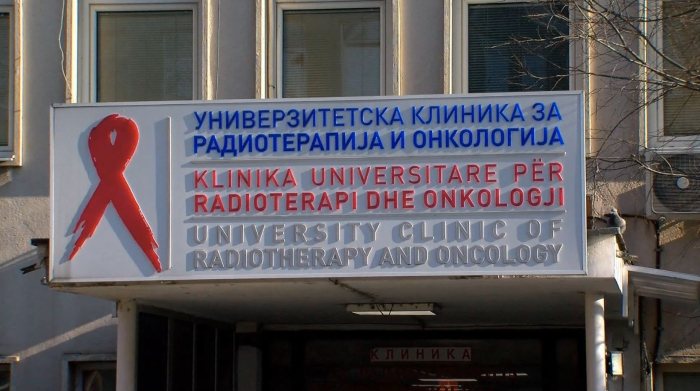 УНИВЕРЗИТЕТСКА КЛИНИКА ЗА
РАДИОТЕРАПИЈА И ОНКОЛОГИЈА
KLINIKA UNIVERSITARE PËR
RADIOTERAPI DHE ONKOLOGJI
UNIVERSITY CLINIC OF
RADIOTHERAPY AND ONCOLOGY
КЛИНИКА